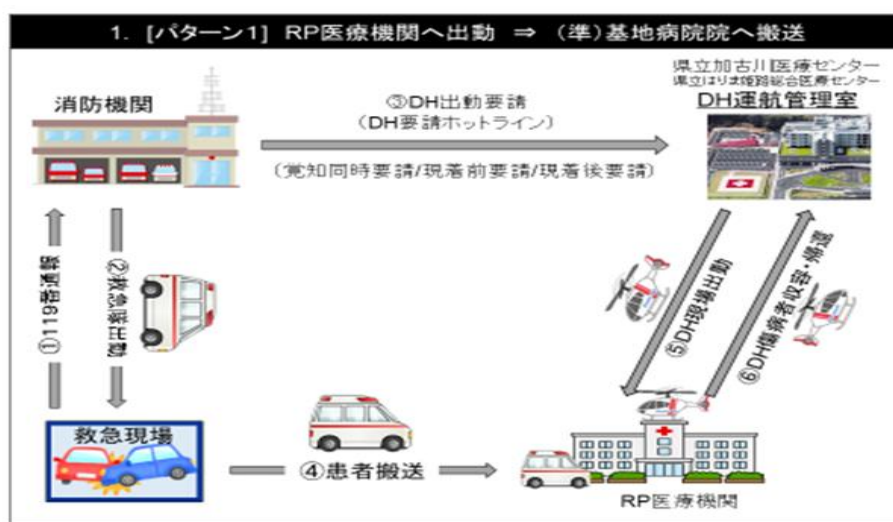 1. [パターン1] RP医療機関へ出動 ⇒ (準)基地病院院へ搬送
消防機関
③DH出動要請
(DH要請ホットライン)
(覚知同時要請/現着前要請/現着後要請)
県立加古川医療センター
県立はりま姫路総合医療センター
DH運航管理室
①119番通報
②救急隊出動
⑤DH現場出動
⑥DH傷病者収容・帰還
救急現場
④患者搬送
RP医療機関